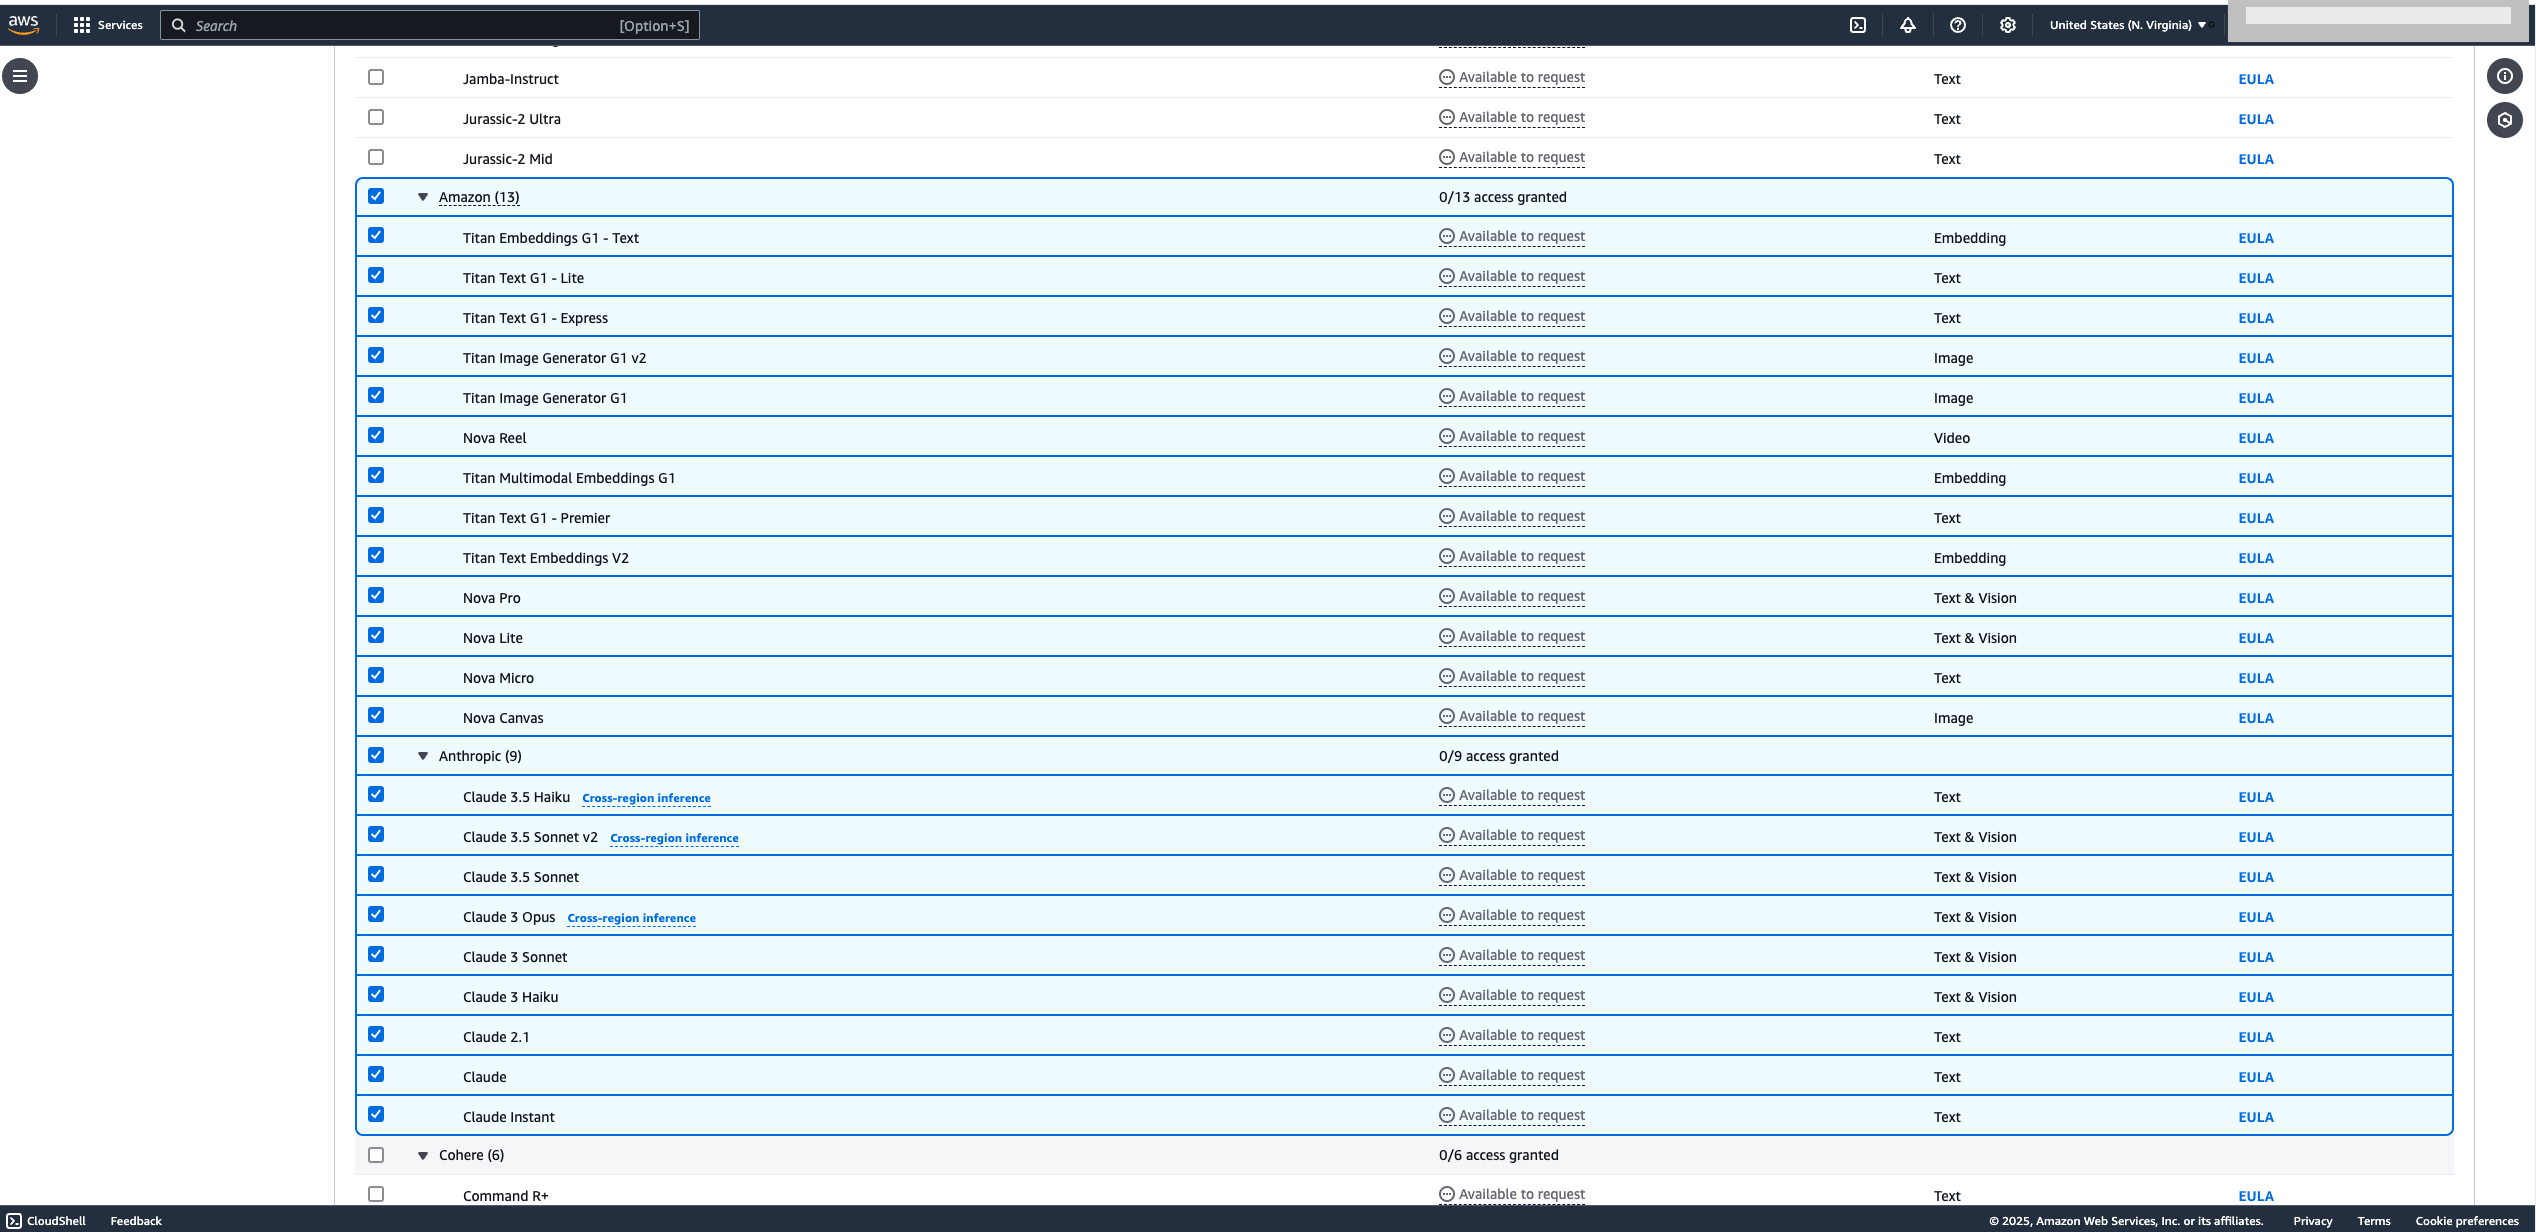 aws Services Search [Option+S] United States (N. Virginia)
Jamba-Instruct Available to request Text EULA
Jurassic-2 Ultra Available to request Text EULA
Jurassic-2 Mid Available to request Text EULA
Amazon (13) 0/13 access granted
Titan Embeddings G1 - Text Available to request Embedding EULA
Titan Text G1 - Lite Available to request Text EULA
Titan Text G1 - Express Available to request Text EULA
Titan Image Generator G1 v2 Available to request Image EULA
Titan Image Generator G1 Available to request Image EULA
Nova Reel Available to request Video EULA
Titan Multimodal Embeddings G1 Available to request Embedding EULA
Titan Text G1 - Premier Available to request Text EULA
Titan Text Embeddings V2 Available to request Embedding EULA
Nova Pro Available to request Text & Vision EULA
Nova Lite Available to request Text & Vision EULA
Nova Micro Available to request Text EULA
Nova Canvas Available to request Image EULA
Anthropic (9) 0/9 access granted
Claude 3.5 Haiku Cross-region inference Available to request Text EULA
Claude 3.5 Sonnet v2 Cross-region inference Available to request Text & Vision EULA
Claude 3.5 Sonnet Available to request Text & Vision EULA
Claude 3 Opus Cross-region inference Available to request Text & Vision EULA
Claude 3 Sonnet Available to request Text & Vision EULA
Claude 3 Haiku Available to request Text & Vision EULA
Claude 2.1 Available to request Text EULA
Claude Available to request Text EULA
Claude Instant Available to request Text EULA
Cohere (6) 0/6 access granted
Command R+ Available to request Text EULA
CloudShell Feedback © 2025, Amazon Web Services, Inc. or its affiliates. Privacy Terms Cookie preferences